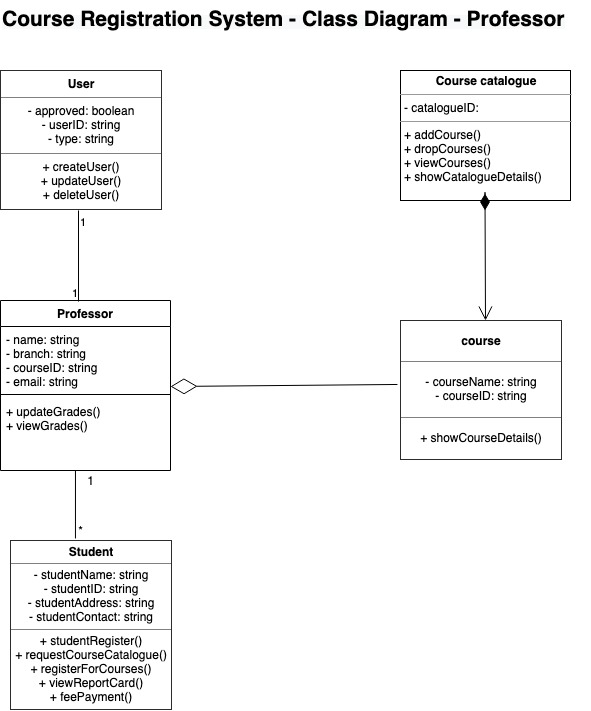 Course Registration System - Class Diagram - Professor
User
- approved: boolean
- userID: string
- type: string
+ createUser()
+ updateUser()
+ deleteUser()
1
1
Professor
- name: string
- branch: string
- courseID: string
- email: string
+ updateGrades()
+ viewGrades()
1
*
Student
- studentName: string
- studentID: string
- studentAddress: string
- studentContact: string
+ studentRegister()
+ requestCourseCatalogue()
+ registerForCourses()
+ viewReportCard()
+ feePayment()
Course catalogue
- catalogueID:
+ addCourse()
+ dropCourses()
+ viewCourses()
+ showCatalogueDetails()
course
- courseName: string
- courseID: string
+ showCourseDetails()